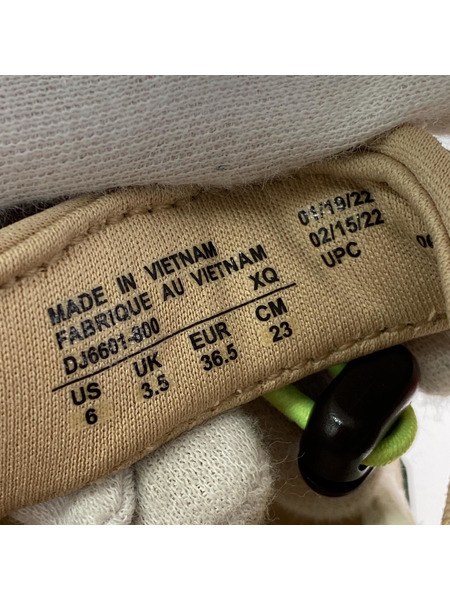 MADE IN VIETNAM
FABRIQUE AU VIETNAM
DJ6601-800 XQ
US UK EUR CM
6 3.5 36.5 23
01/19/22
02/15/22
UPC